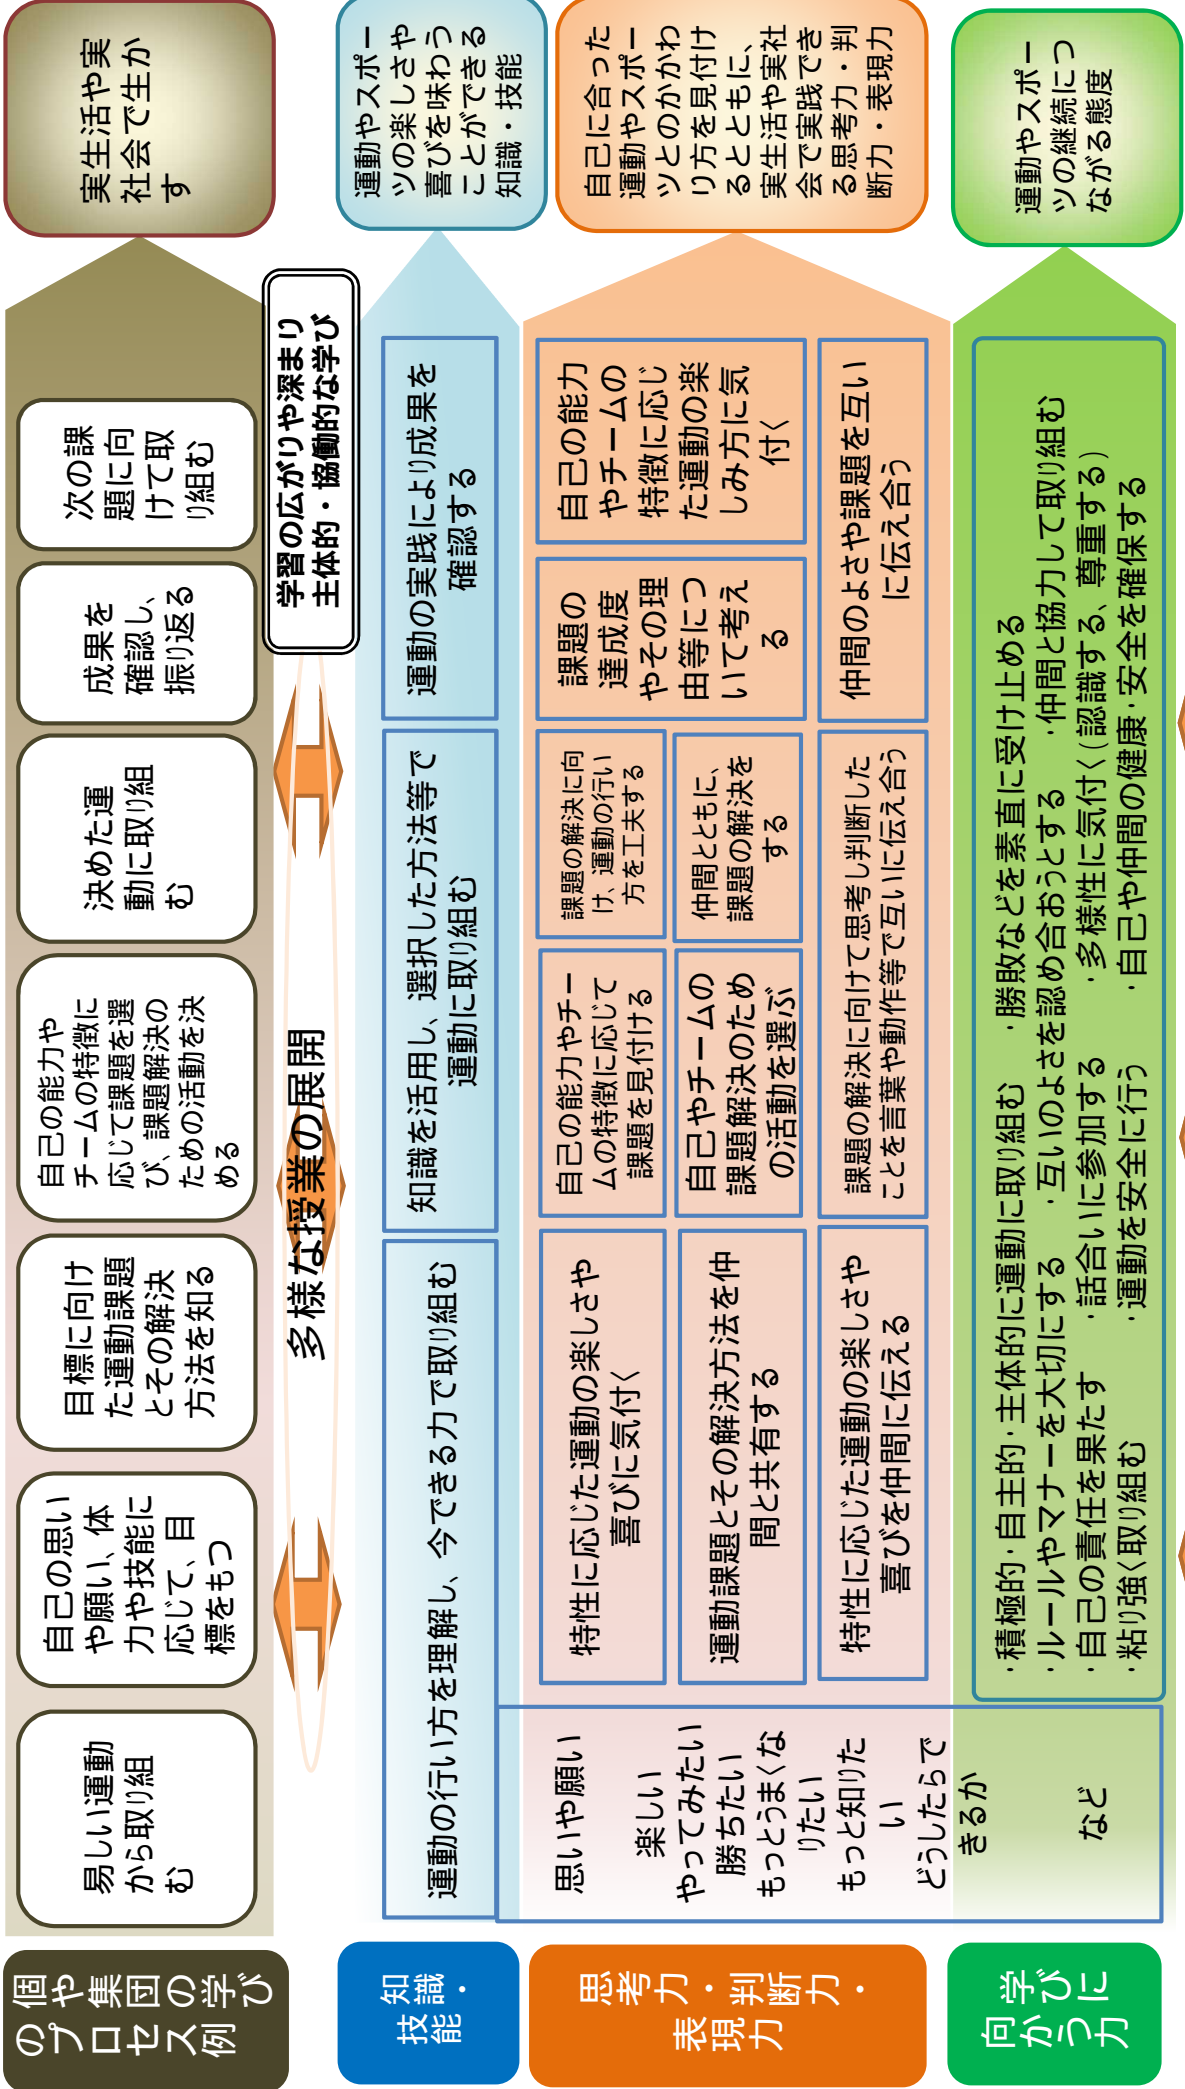 個や集団の学び
のプロセス
例
易しい運動
から取り組
む
自己の思い
や願い、体
力や技能に
応じて、目
標をもつ
目標に向け
た運動課題
とその解決
方法を知る
自己の能力や
チームの特徴に
応じて課題を選
び、課題解決の
ための活動を決
める
決めた運
動に取り組
む
成果を
確認し、
振り返る
次の課
題に向
けて取
り組む
実生活や実
社会で生か
す
多様な授業の展開
学習の広がりや深まり
主体的・協働的な学び
知識・
技能
運動の行い方を理解し、今できる力で取り組む
知識を活用し、選択した方法等で
運動に取り組む
運動の実践により成果を
確認する
運動やスポー
ツの楽しさや
喜びを味わう
ことができる
知識・技能
思考力・判断力・
表現力
思いや願い
楽しい
やってみたい
勝ちたい
もっとうまくな
りたい
もっと知りた
い
どうしたらで
きるか
など
特性に応じた運動の楽しさや
喜びに気付く
運動課題とその解決方法を仲
間と共有する
特性に応じた運動の楽しさや
喜びを仲間に伝える
自己の能力やチー
ムの特徴に応じて
課題を見付ける
自己やチームの
課題解決のため
の活動を選ぶ
課題の解決に向けて思考し判断した
ことを言葉や動作等で互いに伝え合う
課題の解決に向
け、運動の行い
方を工夫する
仲間とともに、
課題の解決を
する
課題の
達成度
やその理
由等につ
いて考え
る
自己の能力
やチームの
特徴に応じ
た運動の楽
しみ方に気
付く
仲間のよさや課題を互い
に伝え合う
自己に合った
運動やスポー
ツとのかかわ
り方を見付け
るとともに、
実生活や実社
会で実践でき
る思考力・判
断力・表現力
学びに
向かう力
・積極的・自主的・主体的に運動に取り組む ・勝敗などを素直に受け止める
・ルールやマナーを大切にする ・互いのよさを認め合おうとする ・仲間と協力して取り組む
・自己の責任を果たす ・話合いに参加する ・多様性に気付く（認識する、尊重する）
・粘り強く取り組む ・運動を安全に行う ・自己や仲間の健康・安全を確保する
運動やスポー
ツの継続につ
ながる態度